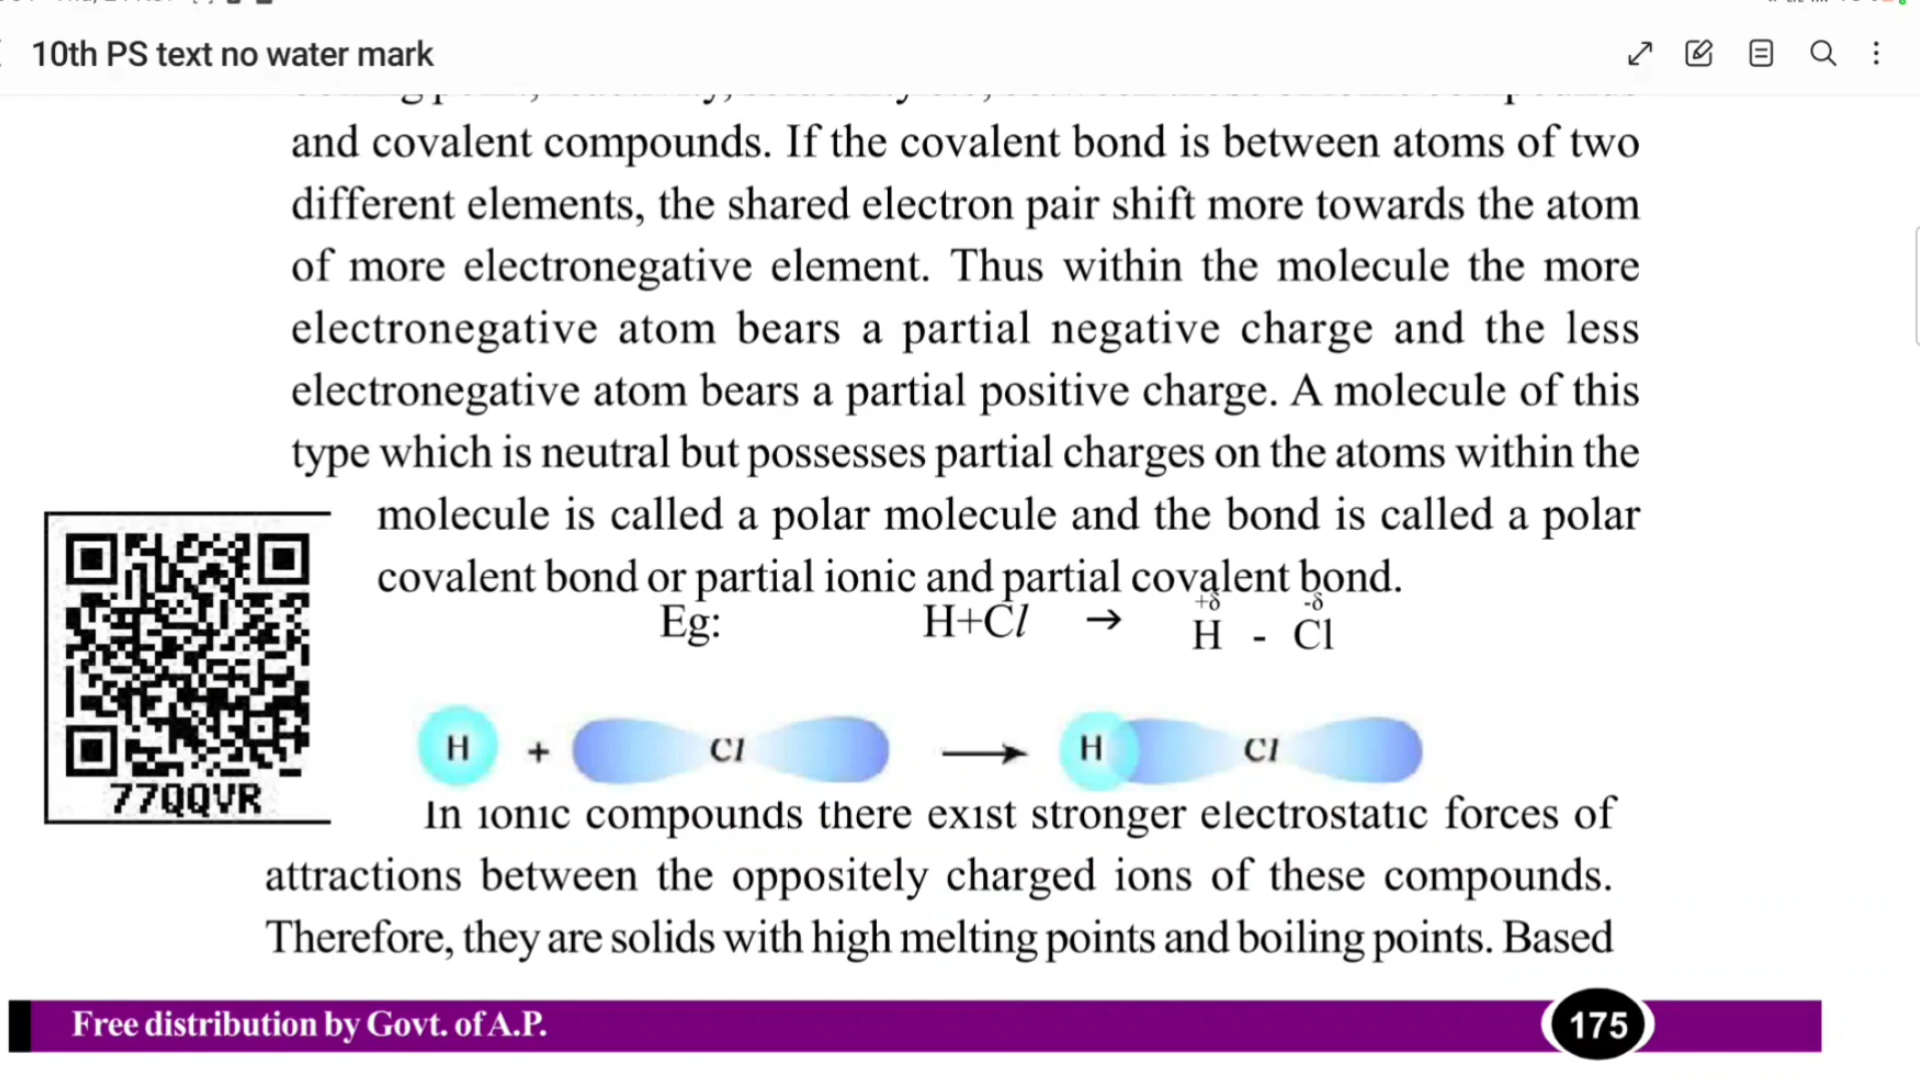 10th PS text no water mark
and covalent compounds. If the covalent bond is between atoms of two
different elements, the shared electron pair shift more towards the atom
of more electronegative element. Thus within the molecule the more
electronegative atom bears a partial negative charge and the less
electronegative atom bears a partial positive charge. A molecule of this
type which is neutral but possesses partial charges on the atoms within the
molecule is called a polar molecule and the bond is called a polar
covalent bond or partial ionic and partial covalent bond.
+δ -δ
Eg: H+Cl → H - Cl
H + Cl → H Cl
77QQVR
In ionic compounds there exist stronger electrostatic forces of
attractions between the oppositely charged ions of these compounds.
Therefore, they are solids with high melting points and boiling points. Based
Free distribution by Govt. of A.P. 175